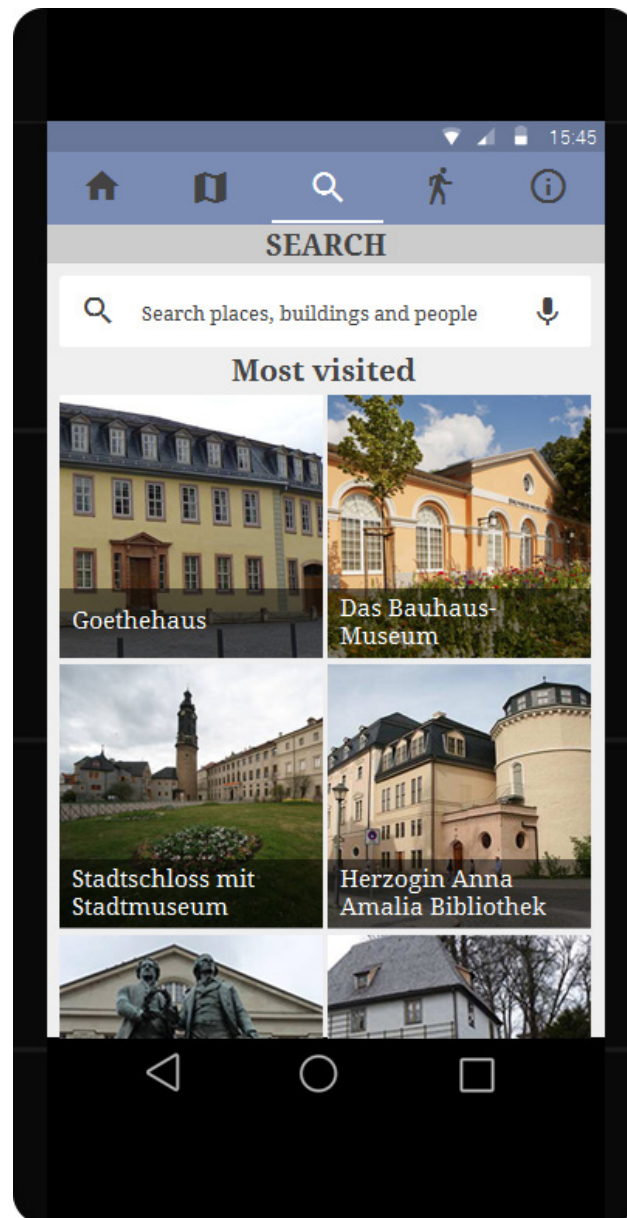 15:45
SEARCH
Search places, buildings and people
Most visited
Goethehaus
Das Bauhaus-
Museum
Stadtschloss mit
Stadtmuseum
Herzogin Anna
Amalia Bibliothek